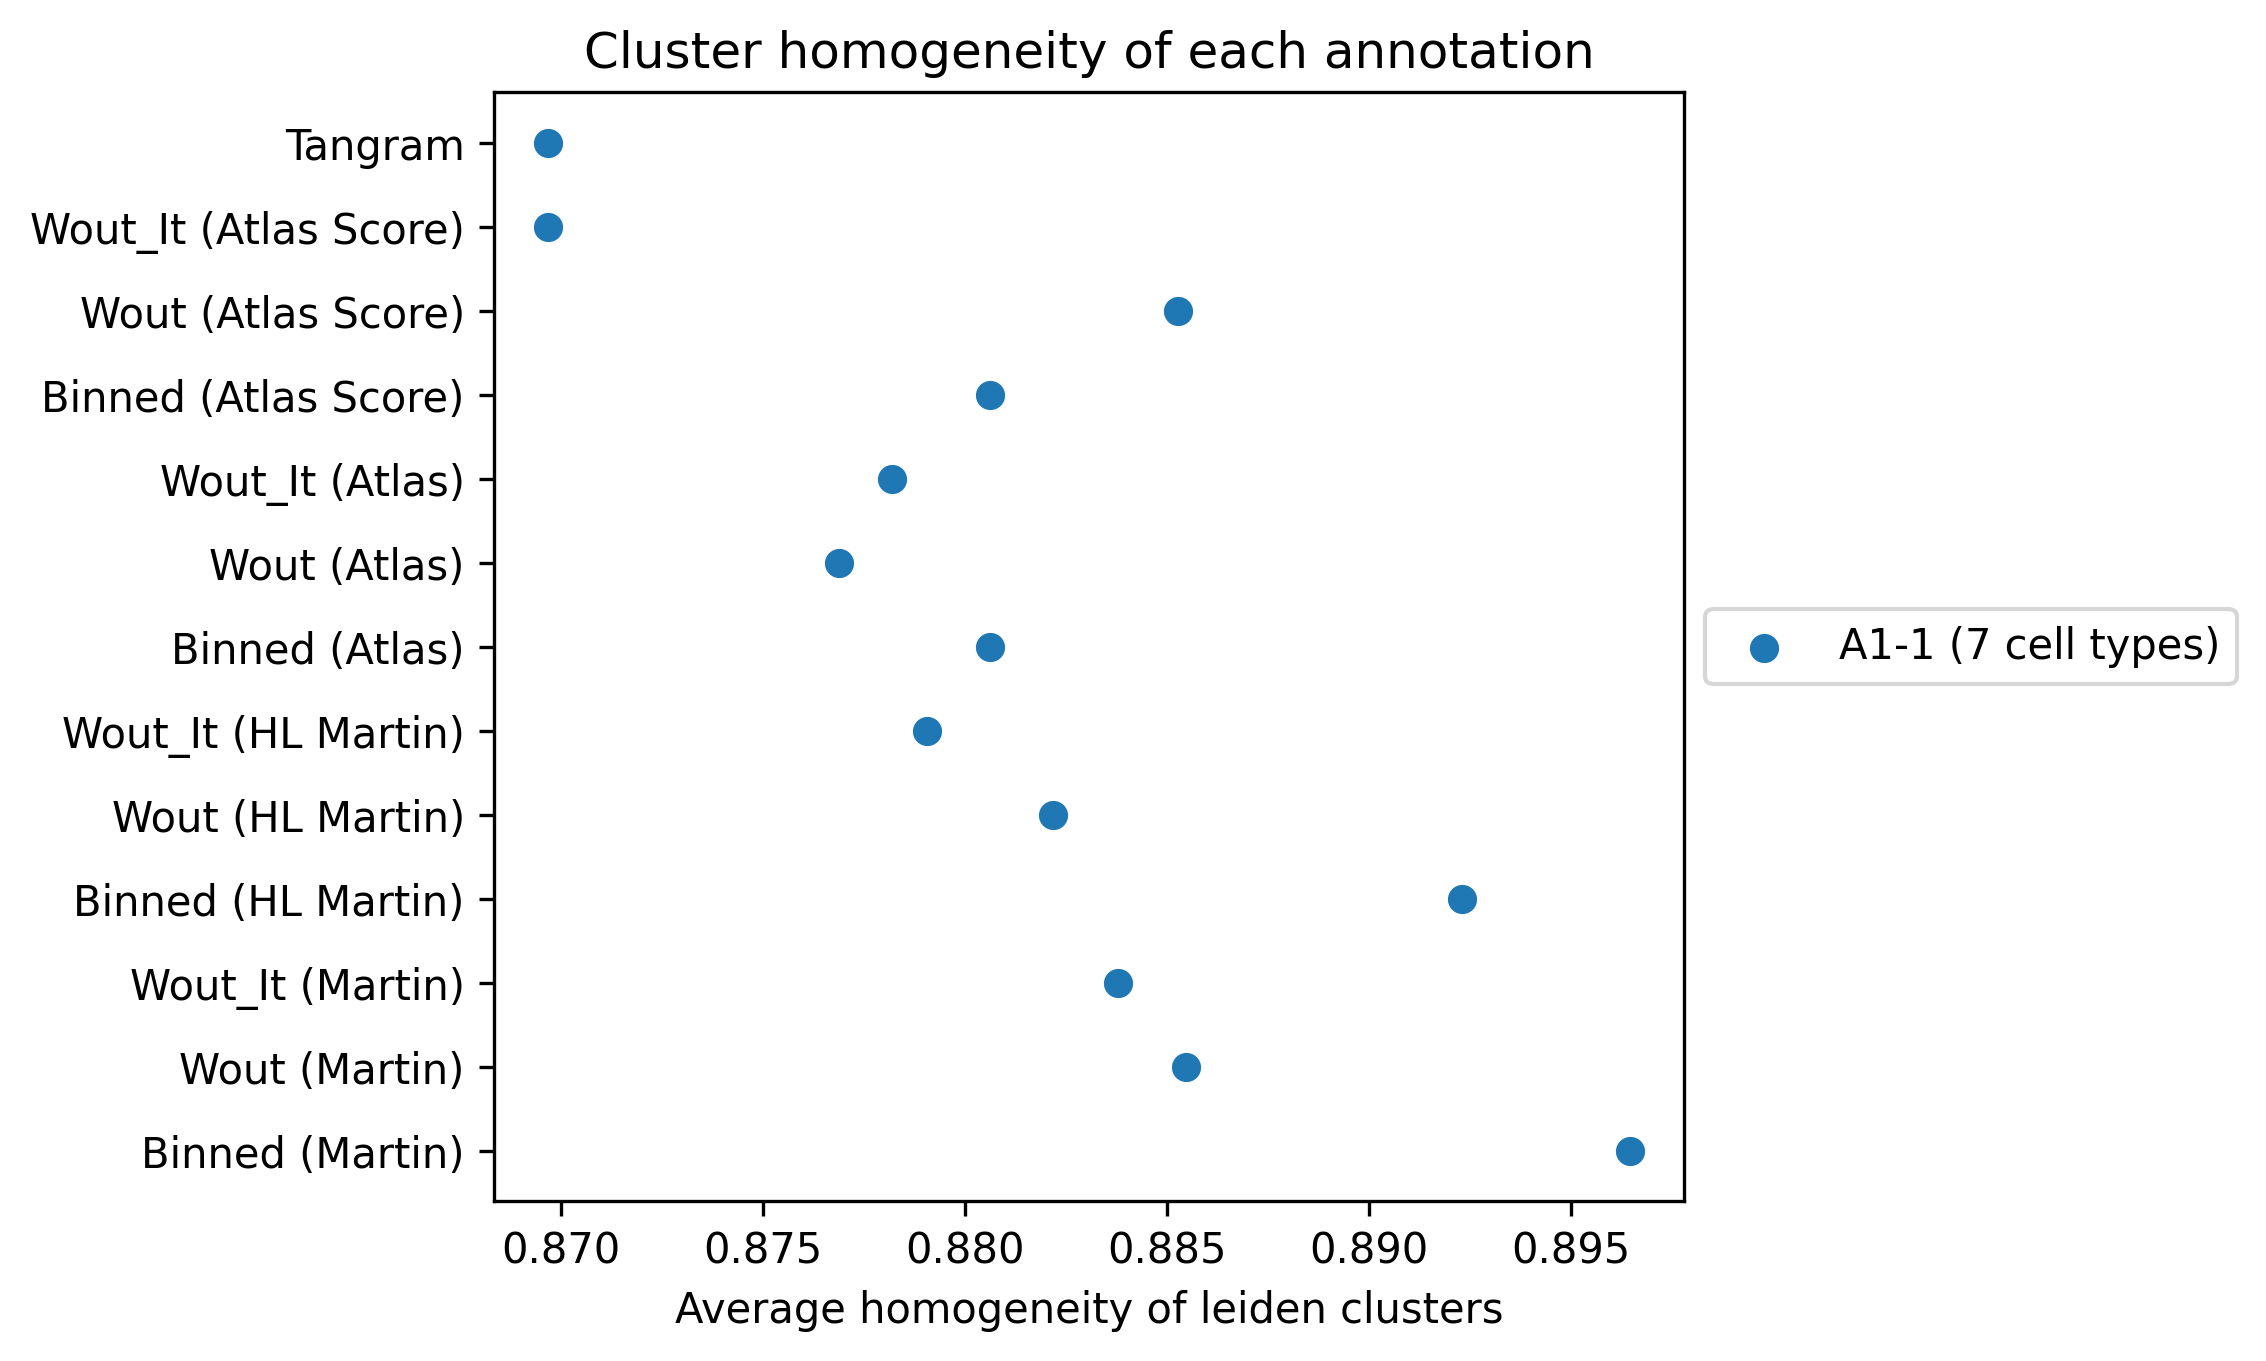 Cluster homogeneity of each annotation
Tangram
Wout_It (Atlas Score)
Wout (Atlas Score)
Binned (Atlas Score)
Wout_It (Atlas)
Wout (Atlas)
Binned (Atlas)
Wout_It (HL Martin)
Wout (HL Martin)
Binned (HL Martin)
Wout_It (Martin)
Wout (Martin)
Binned (Martin)
A1-1 (7 cell types)
0.870 0.875 0.880 0.885 0.890 0.895
Average homogeneity of leiden clusters